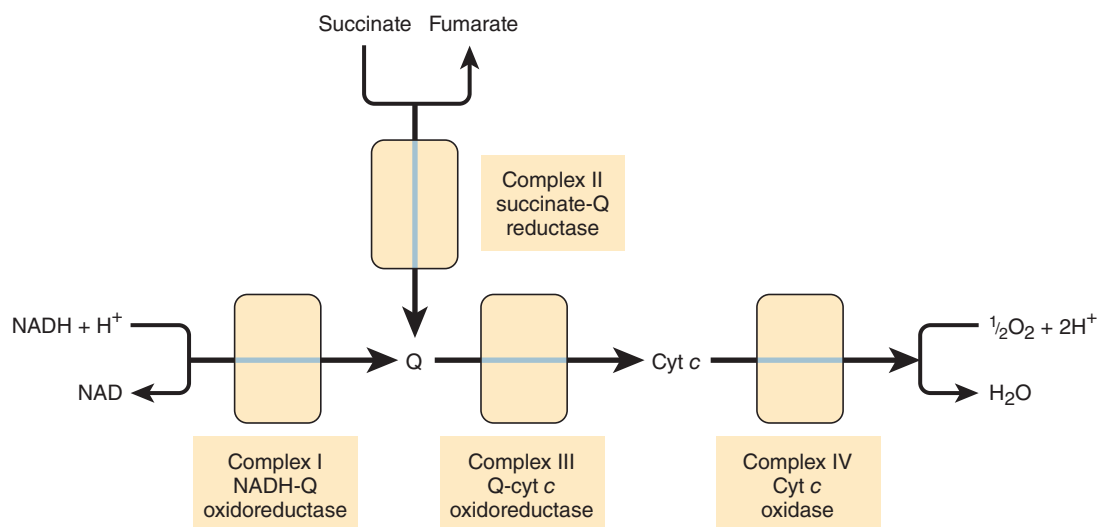 Succinate Fumarate
Complex II
succinate-Q
reductase
NADH + H⁺
NAD
Q
Cyt c
½O₂ + 2H⁺
H₂O
Complex I
NADH-Q
oxidoreductase
Complex III
Q-cyt c
oxidoreductase
Complex IV
Cyt c
oxidase